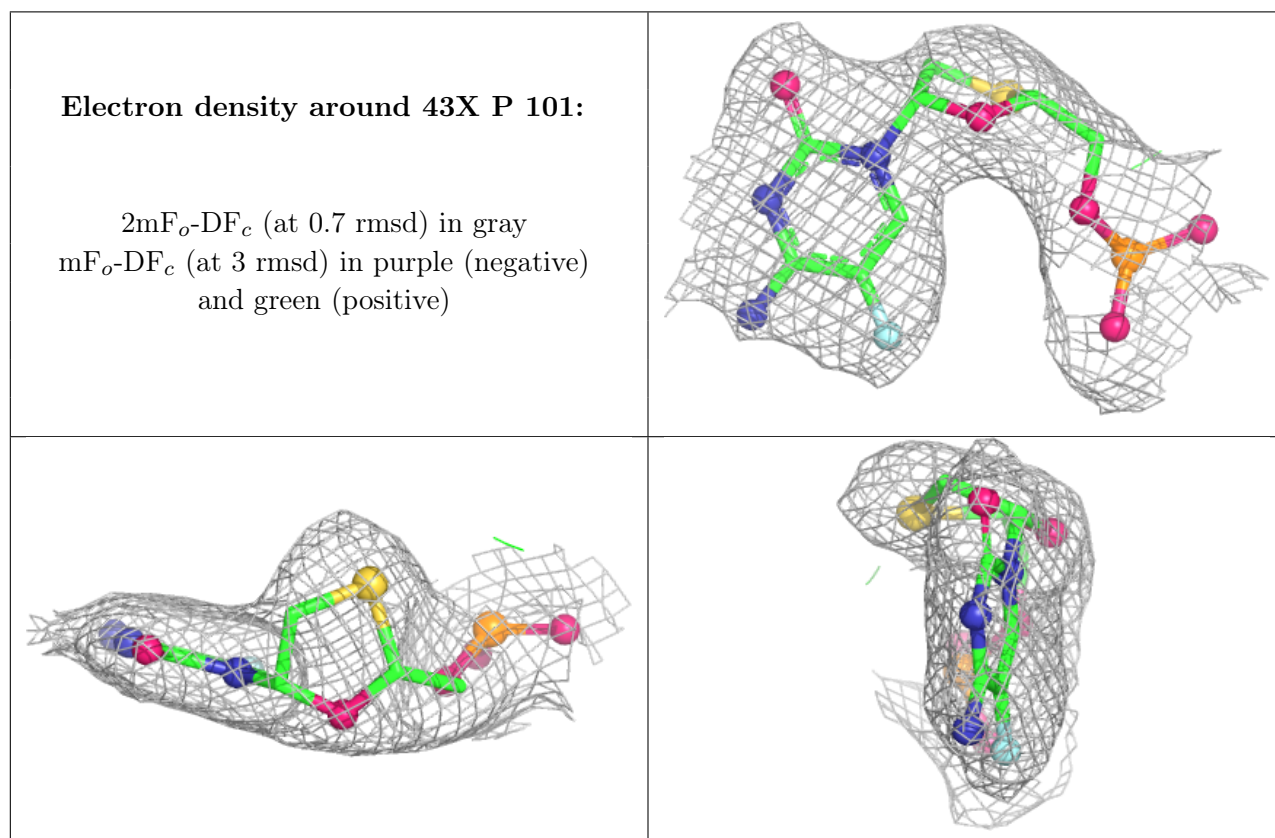 Electron density around 43X P 101:
2mFo-DFc (at 0.7 rmsd) in gray
mFo-DFc (at 3 rmsd) in purple (negative)
and green (positive)